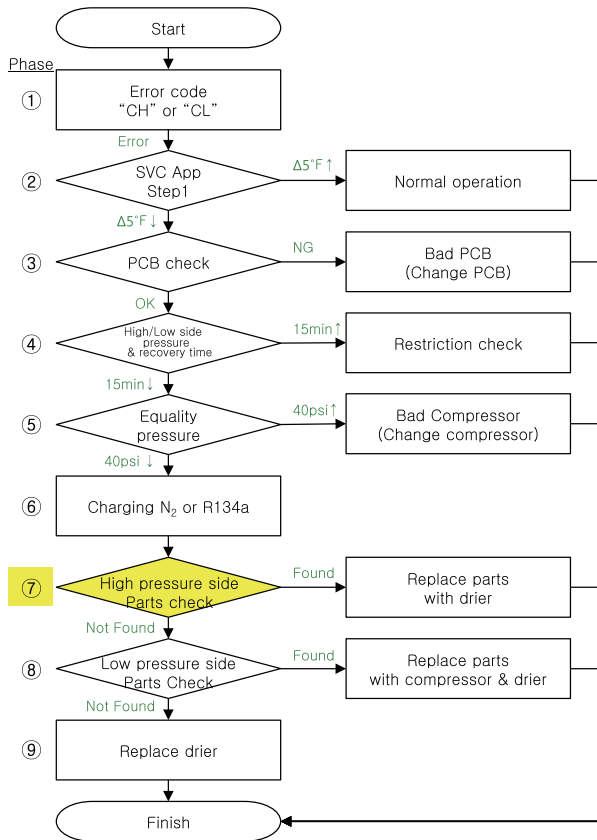 Start
Phase
①
Error code
“CH” or “CL”
Error
②
SVC App
Step1
Δ5°F↑
Normal operation
Δ5°F↓
③
PCB check
NG
Bad PCB
(Change PCB)
OK
④
High/Low side
pressure
& recovery time
15min↑
Restriction check
15min↓
⑤
Equality
pressure
40psi↑
Bad Compressor
(Change compressor)
40psi ↓
⑥
Charging N₂ or R134a
⑦
High pressure side
Parts check
Found
Replace parts
with drier
Not Found
⑧
Low pressure side
Parts Check
Found
Replace parts
with compressor & drier
Not Found
⑨
Replace drier
Finish